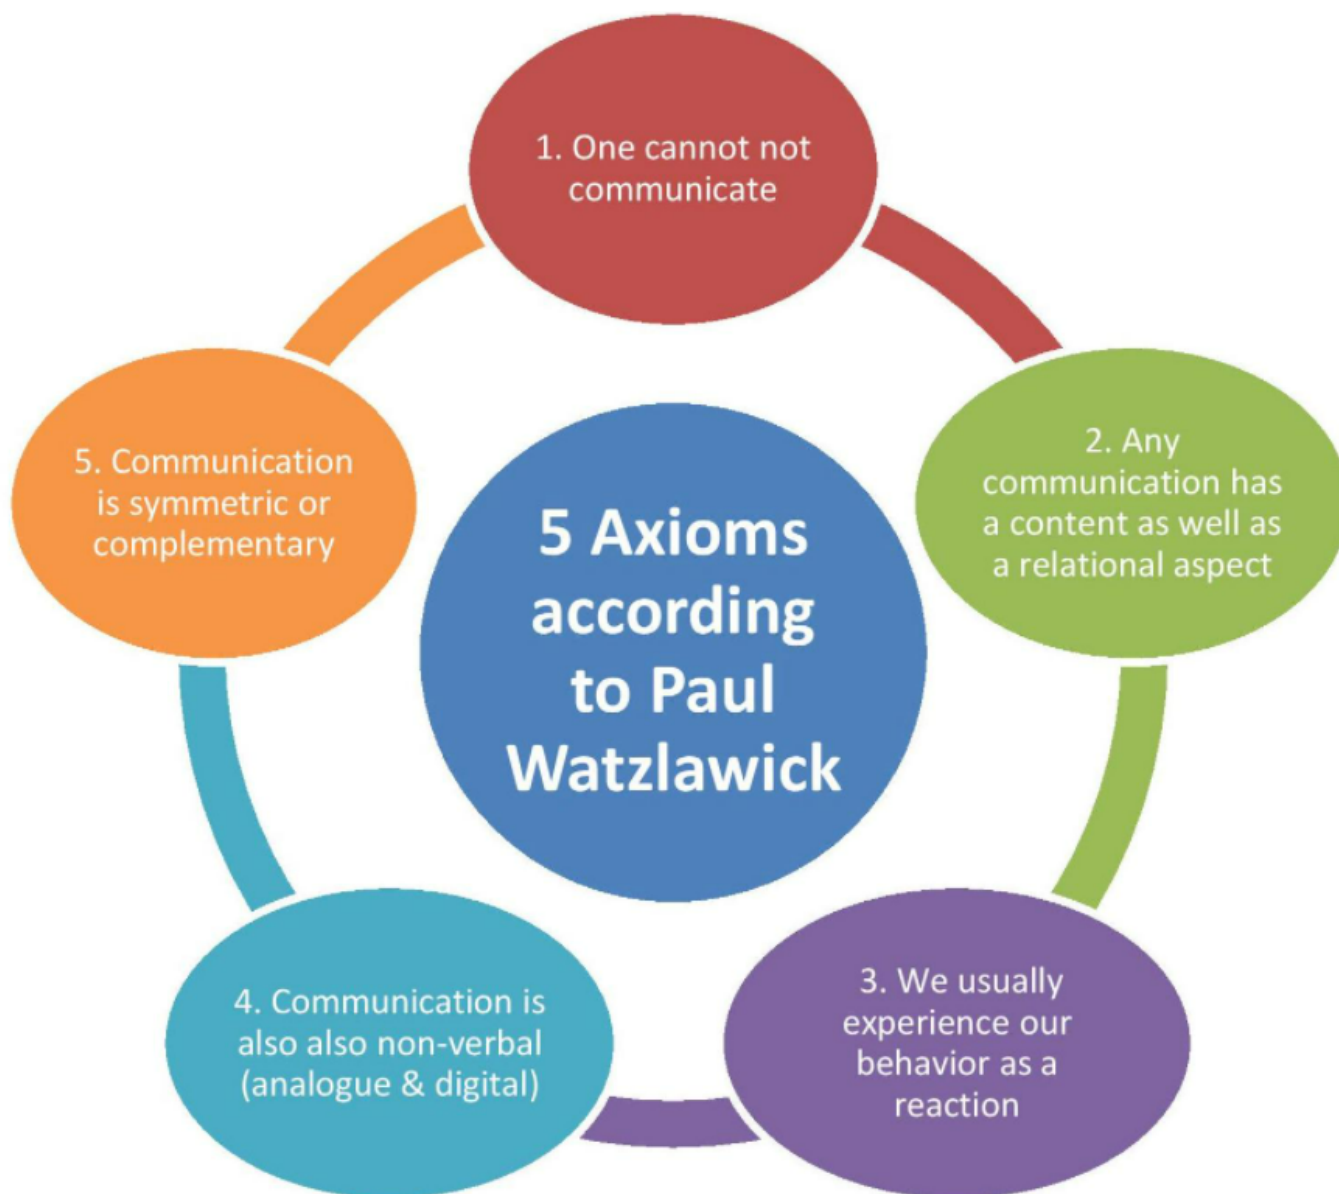 1. One cannot not
communicate
2. Any
communication has
a content as well as
a relational aspect
3. We usually
experience our
behavior as a
reaction
4. Communication is
also also non-verbal
(analogue & digital)
5. Communication
is symmetric or
complementary
5 Axioms
according
to Paul
Watzlawick